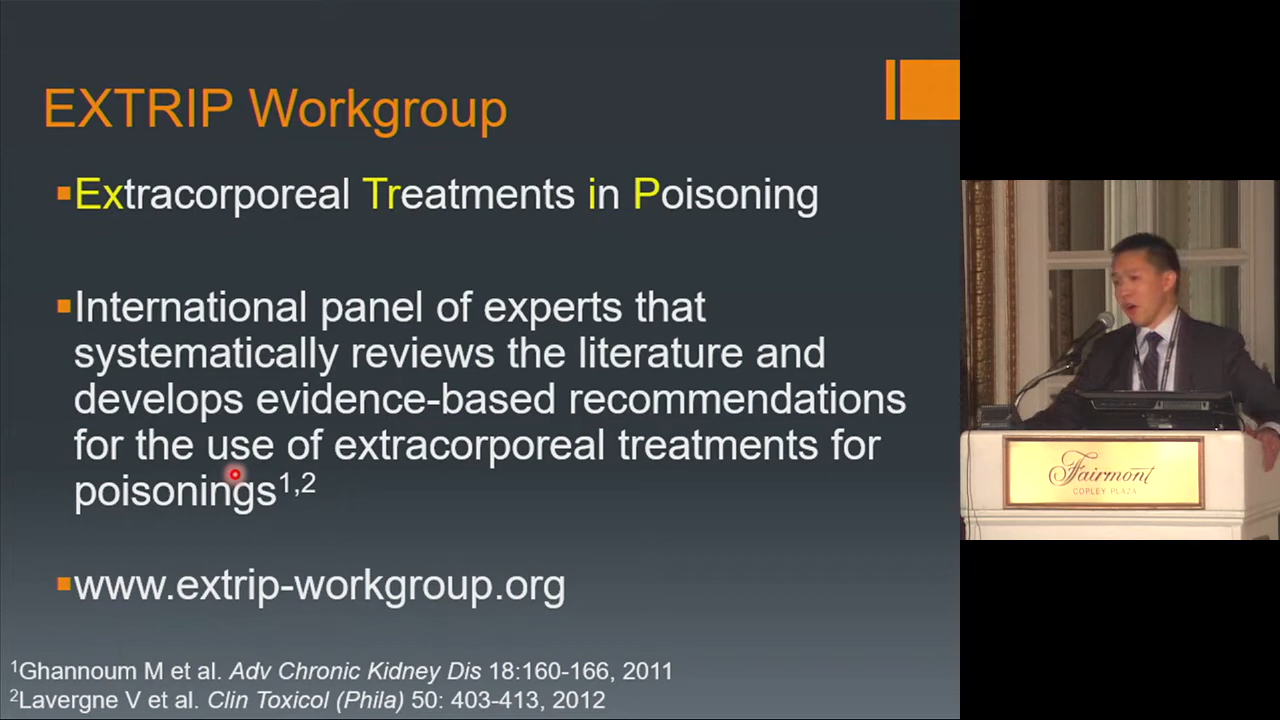 EXTRIP Workgroup
▪Extracorporeal Treatments in Poisoning
▪International panel of experts that
systematically reviews the literature and
develops evidence-based recommendations
for the use of extracorporeal treatments for
poisonings1,2
▪www.extrip-workgroup.org
1Ghannoum M et al. Adv Chronic Kidney Dis 18:160-166, 2011
2Lavergne V et al. Clin Toxicol (Phila) 50: 403-413, 2012
Fairmont
COPLEY PLAZA